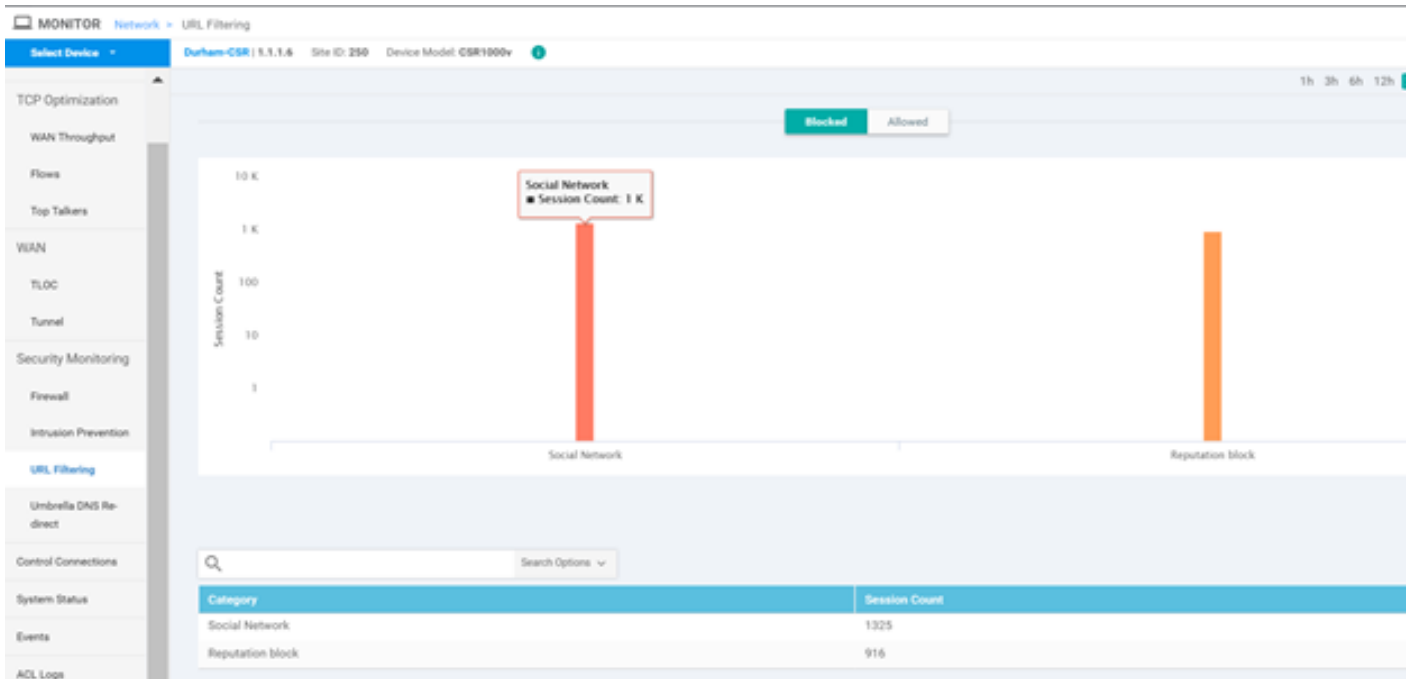 MONITOR Network > URL Filtering
Select Device
Durham-CSR | 1.1.1.6 Site ID: 250 Device Model: CSR1000v
1h 3h 6h 12h
TCP Optimization
WAN Throughput
Flows
Top Talkers
WAN
TLOC
Tunnel
Security Monitoring
Firewall
Intrusion Prevention
URL Filtering
Umbrella DNS Re-
direct
Control Connections
System Status
Events
ACL Logs
Blocked Allowed
10 K
1 K
100
10
1
Session Count
Social Network
Session Count: 1 K
Social Network
Reputation block
Search Options
Category Session Count
Social Network 1325
Reputation block 916